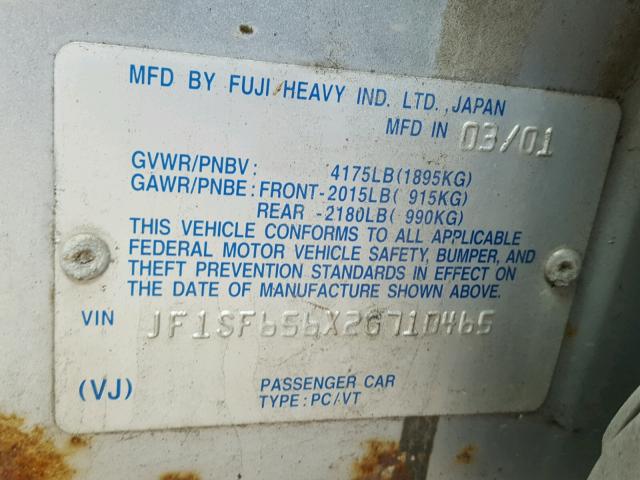 MFD BY FUJI HEAVY IND. LTD., JAPAN
MFD IN 03/01
GVWR/PNBV: 4175LB(1895KG)
GAWR/PNBE: FRONT-2015LB( 915KG)
REAR -2180LB( 990KG)
THIS VEHICLE CONFORMS TO ALL APPLICABLE
FEDERAL MOTOR VEHICLE SAFETY, BUMPER, AND
THEFT PREVENTION STANDARDS IN EFFECT ON
THE DATE OF MANUFACTURE SHOWN ABOVE.
VIN JF1SF656X2G710465
(VJ) PASSENGER CAR
TYPE: PC/VT